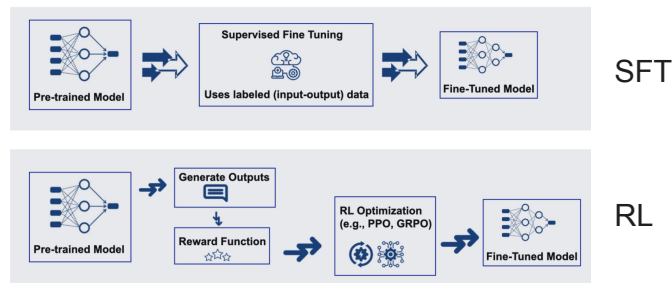 Supervised Fine Tuning
Pre-trained Model
Uses labeled (input-output) data
Fine-Tuned Model
SFT
Generate Outputs
Pre-trained Model
Reward Function
RL Optimization
(e.g., PPO, GRPO)
Fine-Tuned Model
RL